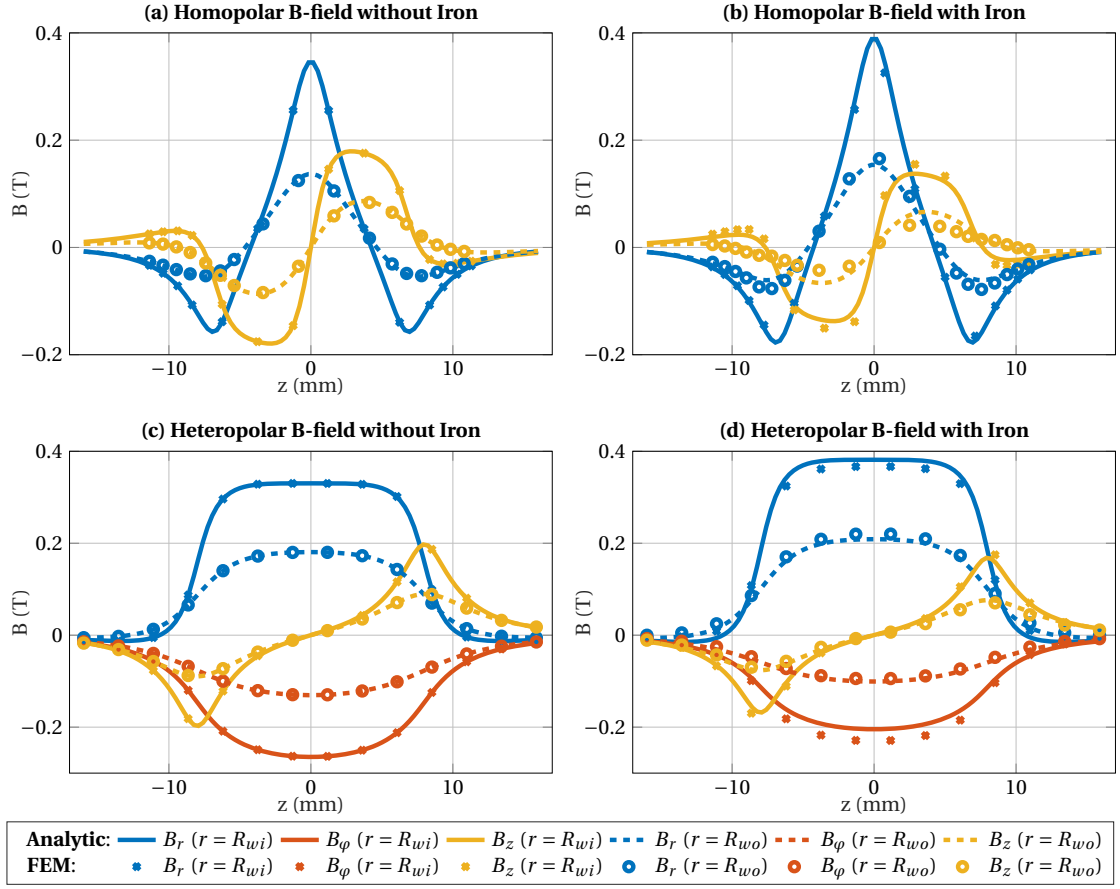 (a) Homopolar B-field without Iron
(b) Homopolar B-field with Iron
0.4
0.2
0
−0.2
B (T)
−10
0
10
z (mm)
0.4
0.2
0
−0.2
B (T)
−10
0
10
z (mm)
(c) Heteropolar B-field without Iron
(d) Heteropolar B-field with Iron
0.4
0.2
0
−0.2
B (T)
−10
0
10
z (mm)
0.4
0.2
0
−0.2
B (T)
−10
0
10
z (mm)
Analytic: B_r (r = R_wi) B_φ (r = R_wi) B_z (r = R_wi) B_r (r = R_wo) B_φ (r = R_wo) B_z (r = R_wo)
FEM: B_r (r = R_wi) B_φ (r = R_wi) B_z (r = R_wi) B_r (r = R_wo) B_φ (r = R_wo) B_z (r = R_wo)